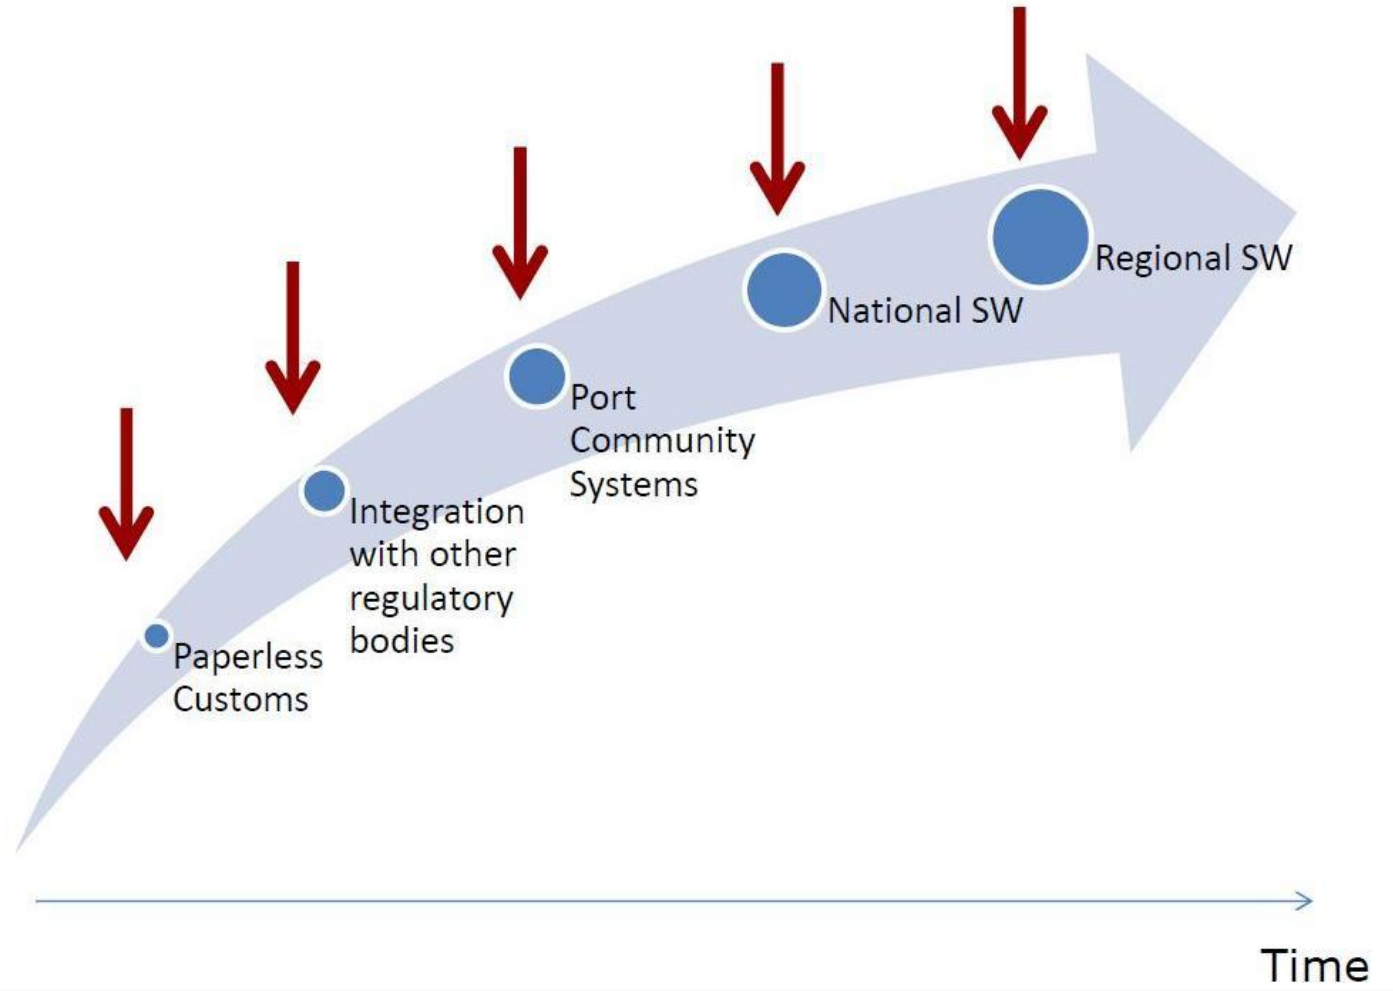 Paperless
Customs
Integration
with other
regulatory
bodies
Port
Community
Systems
National SW
Regional SW
Time